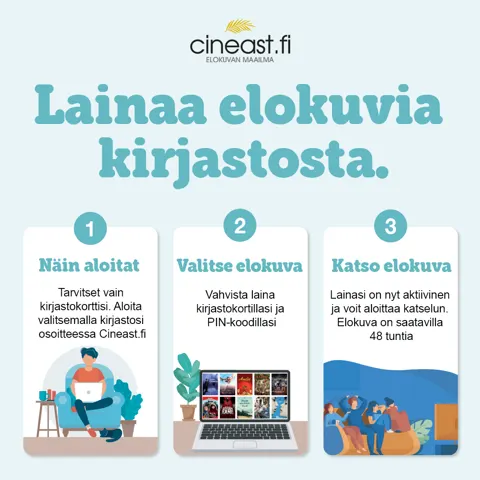 cineast.fi
ELOKUVAN MAAILMA
Lainaa elokuvia
kirjastosta.
1
Näin aloitat
Tarvitset vain
kirjastokorttisi. Aloita
valitsemalla kirjastosi
osoitteessa Cineast.fi
2
Valitse elokuva
Vahvista laina
kirjastokortillasi ja
PIN-koodillasi
3
Katso elokuva
Lainasi on nyt aktiivinen
ja voit aloittaa katselun.
Elokuva on saatavilla
48 tuntia